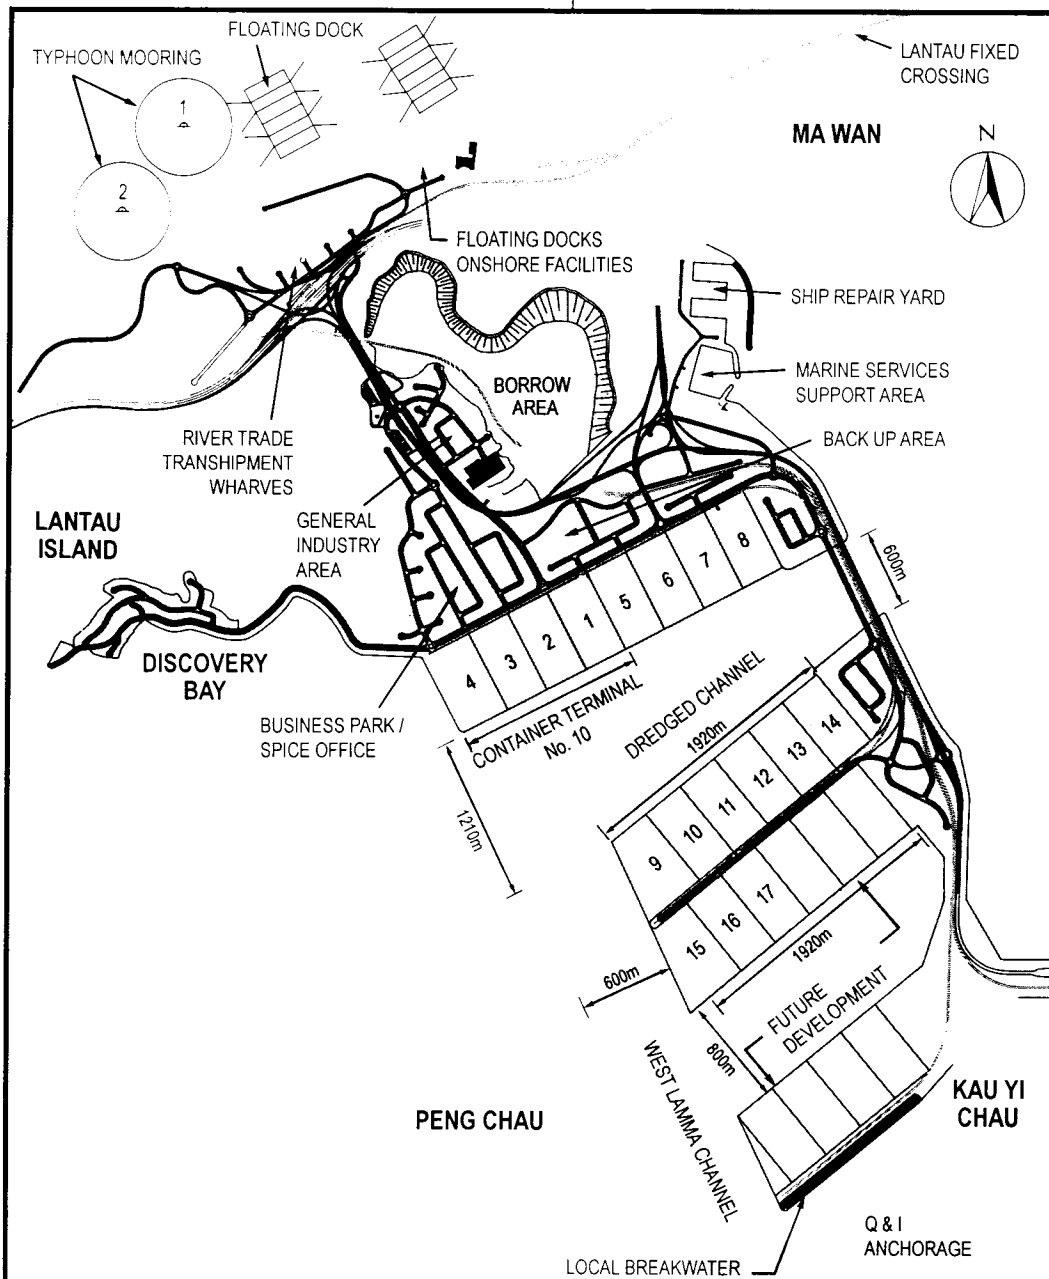 FLOATING DOCK
TYPHOON MOORING
LANTAU FIXED
CROSSING
1
MA WAN
N
2
FLOATING DOCKS
ONSHORE FACILITIES
SHIP REPAIR YARD
MARINE SERVICES
SUPPORT AREA
BORROW
AREA
BACK UP AREA
RIVER TRADE
TRANSHIPMENT
WHARVES
LANTAU
ISLAND
GENERAL
INDUSTRY
AREA
600m
8
7
6
5
1
2
3
4
DISCOVERY
BAY
BUSINESS PARK /
SPICE OFFICE
CONTAINER TERMINAL
No. 10
DREDGED CHANNEL
1920m
1210m
14
13
12
11
10
9
17
16
15
1920m
600m
FUTURE
DEVELOPMENT
800m
WEST LAMMA CHANNEL
PENG CHAU
KAU YI
CHAU
Q & I
ANCHORAGE
LOCAL BREAKWATER